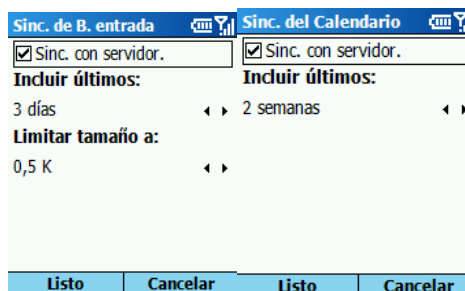 Sinc. de B. entrada
☑ Sinc. con servidor.
Incluir últimos:
3 días
Limitar tamaño a:
0,5 K
Listo Cancelar
Sinc. del Calendario
☑ Sinc. con servidor.
Incluir últimos:
2 semanas
Listo Cancelar